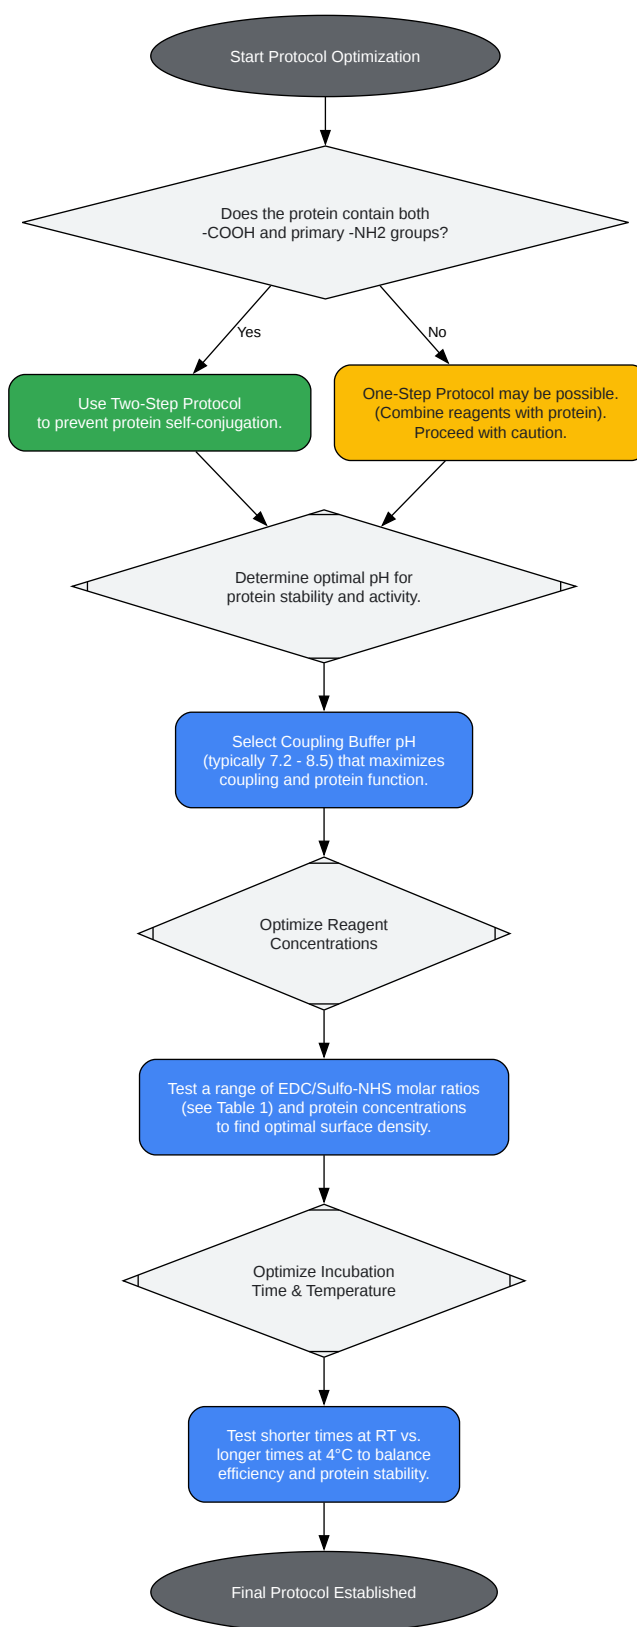 Start Protocol Optimization
Does the protein contain both
-COOH and primary -NH2 groups?
Yes
No
Use Two-Step Protocol
to prevent protein self-conjugation.
One-Step Protocol may be possible.
(Combine reagents with protein).
Proceed with caution.
Determine optimal pH for
protein stability and activity.
Select Coupling Buffer pH
(typically 7.2 - 8.5) that maximizes
coupling and protein function.
Optimize Reagent
Concentrations
Test a range of EDC/Sulfo-NHS molar ratios
(see Table 1) and protein concentrations
to find optimal surface density.
Optimize Incubation
Time & Temperature
Test shorter times at RT vs.
longer times at 4°C to balance
efficiency and protein stability.
Final Protocol Established